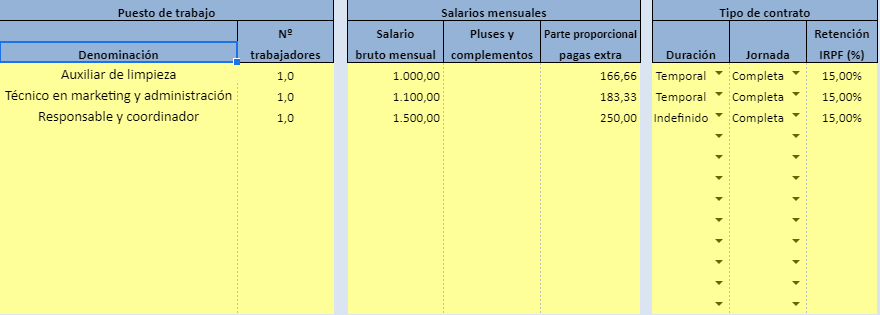 Puesto de trabajo Salarios mensuales Tipo de contrato
Nº Salario Pluses y Parte proporcional Retención
Denominación trabajadores bruto mensual complementos pagas extra Duración Jornada IRPF (%)
Auxiliar de limpieza 1,0 1.000,00 166,66 Temporal Completa 15,00%
Técnico en marketing y administración 1,0 1.100,00 183,33 Temporal Completa 15,00%
Responsable y coordinador 1,0 1.500,00 250,00 Indefinido Completa 15,00%